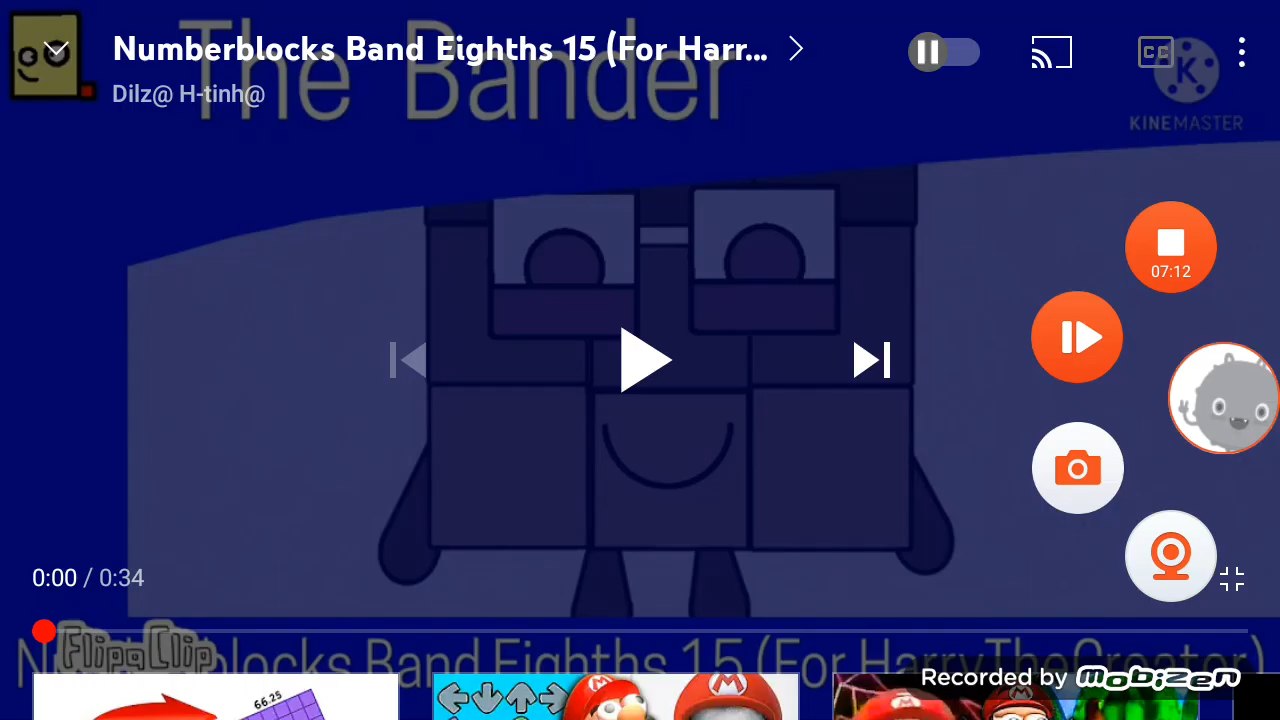 The Bander
Numberblocks Band Eighths 15 (For Harr...
Dilz@ H-tinh@
CC
K
KINEMASTER
07:12
0:00 / 0:34
FlipaClip
Numberblocks Band Eighths 15 (For HarryTheCreator)
Recorded by mobizen
66.25
M
M